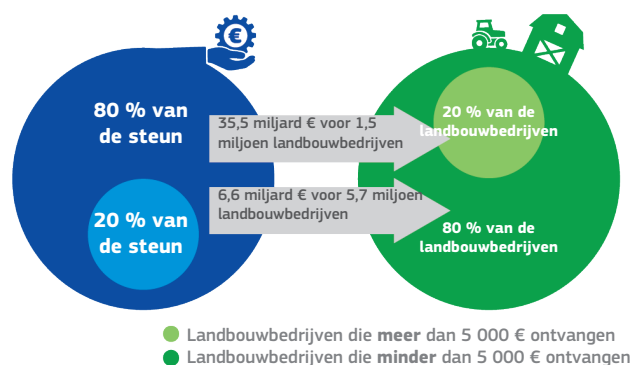 €
80 % van
de steun
35,5 miljard € voor 1,5
miljoen landbouwbedrijven
20 % van de
landbouwbedrijven
20 % van
de steun
6,6 miljard € voor 5,7 miljoen
landbouwbedrijven
80 % van de
landbouwbedrijven
Landbouwbedrijven die meer dan 5 000 € ontvangen
Landbouwbedrijven die minder dan 5 000 € ontvangen